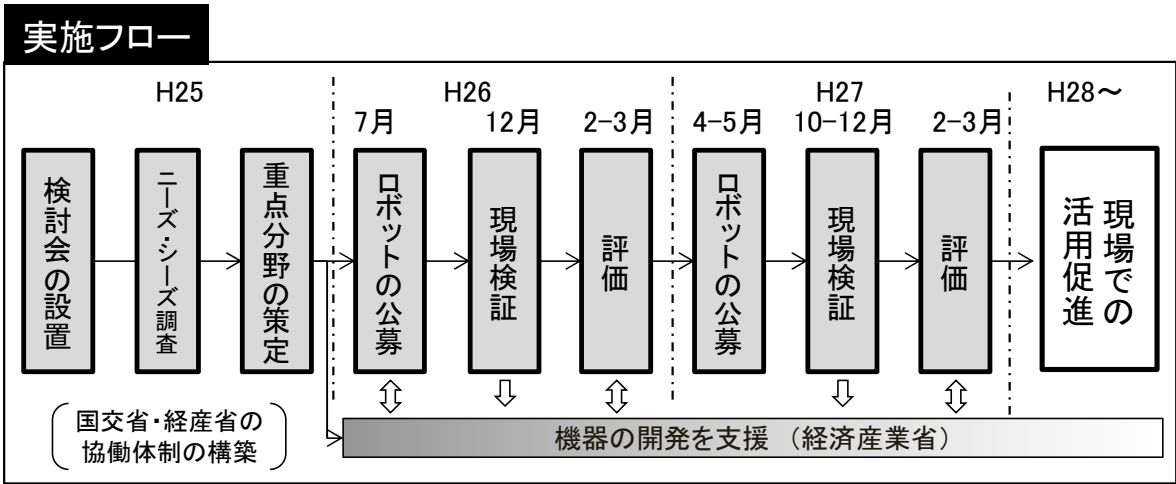 実施フロー
H25
H26
H27
H28～
7月
12月
2-3月
4-5月
10-12月
2-3月
検討会の設置
ニーズ・シーズ調査
重点分野の策定
ロボットの公募
現場検証
評価
ロボットの公募
現場検証
評価
現場での
活用促進
国交省・経産省の
協働体制の構築
機器の開発を支援 （経済産業省）